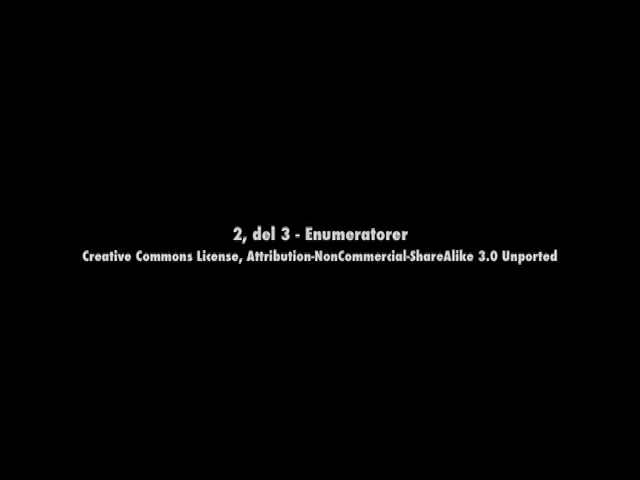 2, del 3 - Enumeratorer
Creative Commons License, Attribution-NonCommercial-ShareAlike 3.0 Unported